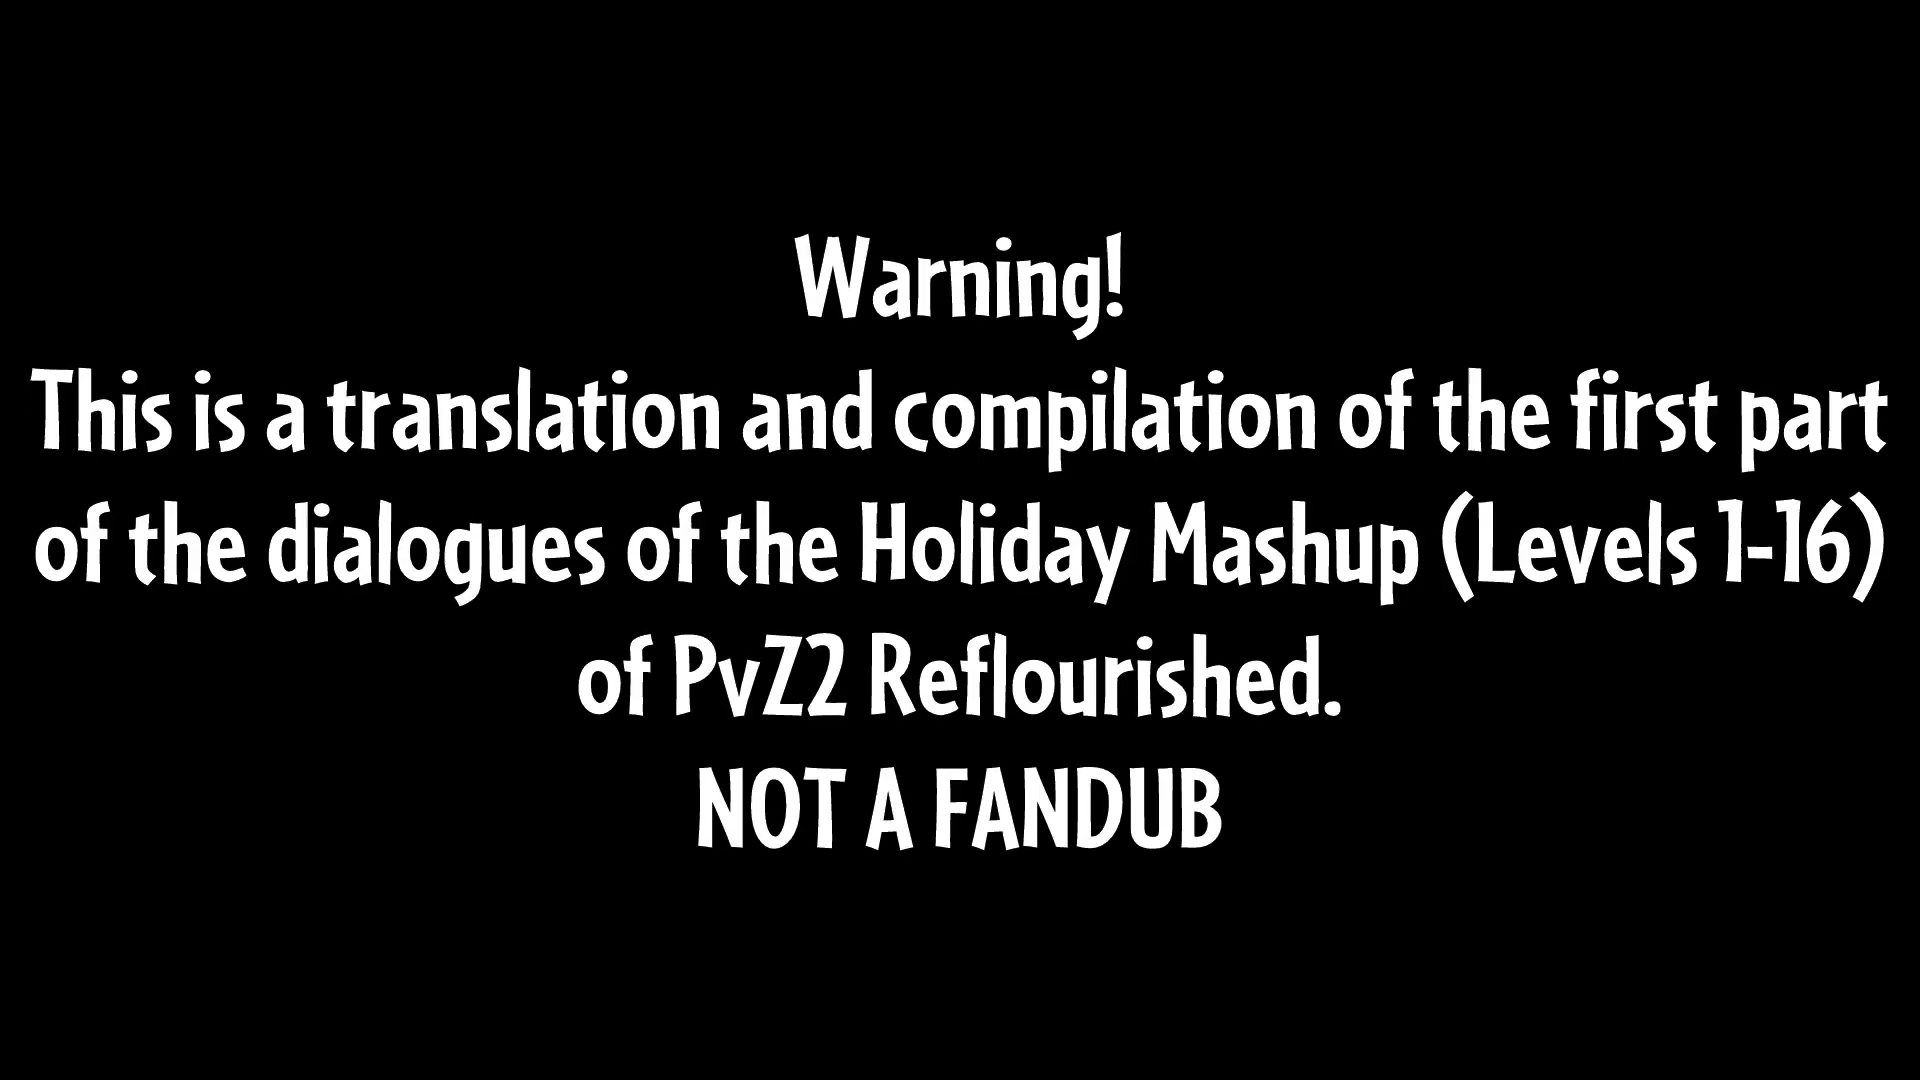 Warning!
This is a translation and compilation of the first part
of the dialogues of the Holiday Mashup (Levels 1-16)
of PvZ2 Reflourished.
NOT A FANDUB